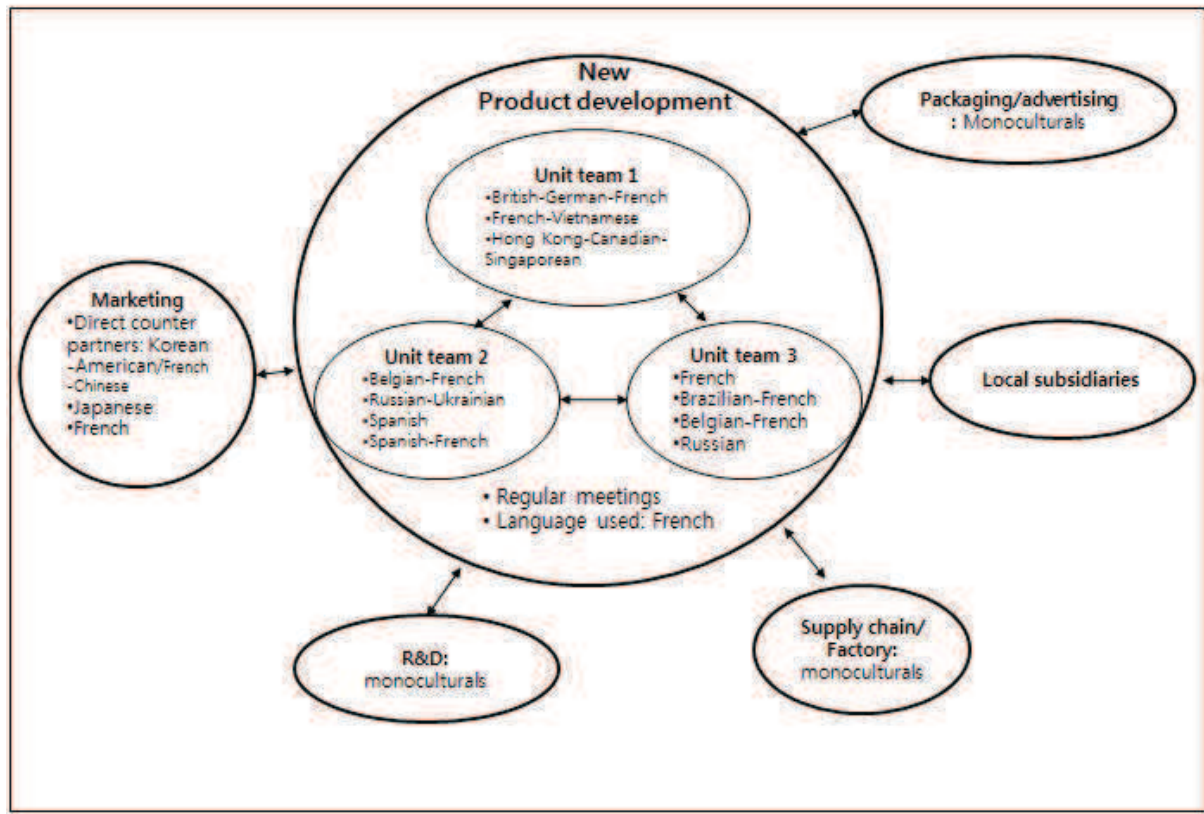 New
Product development
Packaging/advertising
: Monoculturals
Unit team 1
•British-German-French
•French-Vietnamese
•Hong Kong-Canadian-
Singaporean
Marketing
•Direct counter
partners: Korean
-American/French
-Chinese
•Japanese
•French
Unit team 2
•Belgian-French
•Russian-Ukrainian
•Spanish
•Spanish-French
Unit team 3
•French
•Brazilian-French
•Belgian-French
•Russian
Local subsidiaries
• Regular meetings
• Language used: French
R&D:
monoculturals
Supply chain/
Factory:
monoculturals